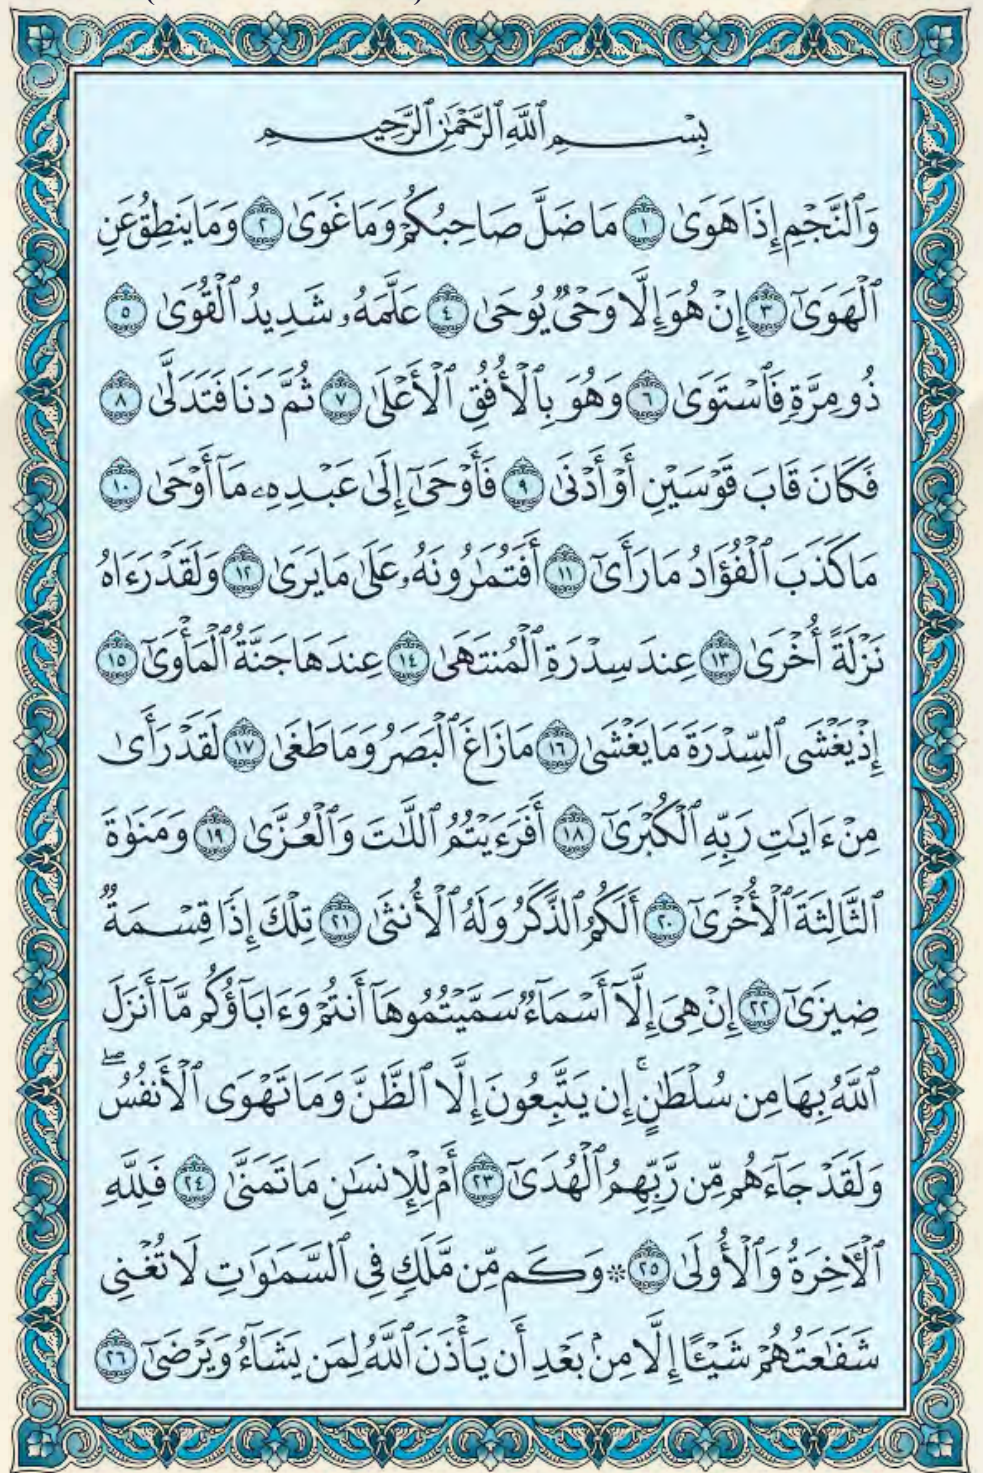 بِسْمِ ٱللَّهِ ٱلرَّحْمَٰنِ ٱلرَّحِيمِ
وَٱلنَّجْمِ إِذَا هَوَىٰ ١ مَا ضَلَّ صَاحِبُكُمْ وَمَا غَوَىٰ ٢ وَمَا يَنطِقُ عَنِ
ٱلْهَوَىٰٓ ٣ إِنْ هُوَ إِلَّا وَحْىٌ يُوحَىٰ ٤ عَلَّمَهُۥ شَدِيدُ ٱلْقُوَىٰ ٥
ذُو مِرَّةٍ فَٱسْتَوَىٰ ٦ وَهُوَ بِٱلْأُفُقِ ٱلْأَعْلَىٰ ٧ ثُمَّ دَنَا فَتَدَلَّىٰ ٨
فَكَانَ قَابَ قَوْسَيْنِ أَوْ أَدْنَىٰ ٩ فَأَوْحَىٰٓ إِلَىٰ عَبْدِهِۦ مَآ أَوْحَىٰ ١٠
مَا كَذَبَ ٱلْفُؤَادُ مَا رَأَىٰٓ ١١ أَفَتُمَٰرُونَهُۥ عَلَىٰ مَا يَرَىٰ ١٢ وَلَقَدْ رَءَاهُ
نَزْلَةً أُخْرَىٰ ١٣ عِندَ سِدْرَةِ ٱلْمُنتَهَىٰ ١٤ عِندَهَا جَنَّةُ ٱلْمَأْوَىٰٓ ١٥
إِذْ يَغْشَى ٱلسِّدْرَةَ مَا يَغْشَىٰ ١٦ مَا زَاغَ ٱلْبَصَرُ وَمَا طَغَىٰ ١٧ لَقَدْ رَأَىٰ
مِنْ ءَايَٰتِ رَبِّهِ ٱلْكُبْرَىٰٓ ١٨ أَفَرَءَيْتُمُ ٱللَّٰتَ وَٱلْعُزَّىٰ ١٩ وَمَنَوٰةَ
ٱلثَّالِثَةَ ٱلْأُخْرَىٰٓ ٢٠ أَلَكُمُ ٱلذَّكَرُ وَلَهُ ٱلْأُنثَىٰ ٢١ تِلْكَ إِذًا قِسْمَةٌ
ضِيزَىٰٓ ٢٢ إِنْ هِىَ إِلَّآ أَسْمَآءٌ سَمَّيْتُمُوهَآ أَنتُمْ وَءَابَآؤُكُم مَّآ أَنزَلَ
ٱللَّهُ بِهَا مِن سُلْطَٰنٍ ۚ إِن يَتَّبِعُونَ إِلَّا ٱلظَّنَّ وَمَا تَهْوَى ٱلْأَنفُسُ ۖ
وَلَقَدْ جَآءَهُم مِّن رَّبِّهِمُ ٱلْهُدَىٰٓ ٢٣ أَمْ لِلْإِنسَٰنِ مَا تَمَنَّىٰ ٢٤ فَلِلَّهِ
ٱلْءَاخِرَةُ وَٱلْأُولَىٰ ٢٥ * وَكَم مِّن مَّلَكٍ فِى ٱلسَّمَٰوَٰتِ لَا تُغْنِى
شَفَٰعَتُهُمْ شَيْـًٔا إِلَّا مِنۢ بَعْدِ أَن يَأْذَنَ ٱللَّهُ لِمَن يَشَآءُ وَيَرْضَىٰٓ ٢٦